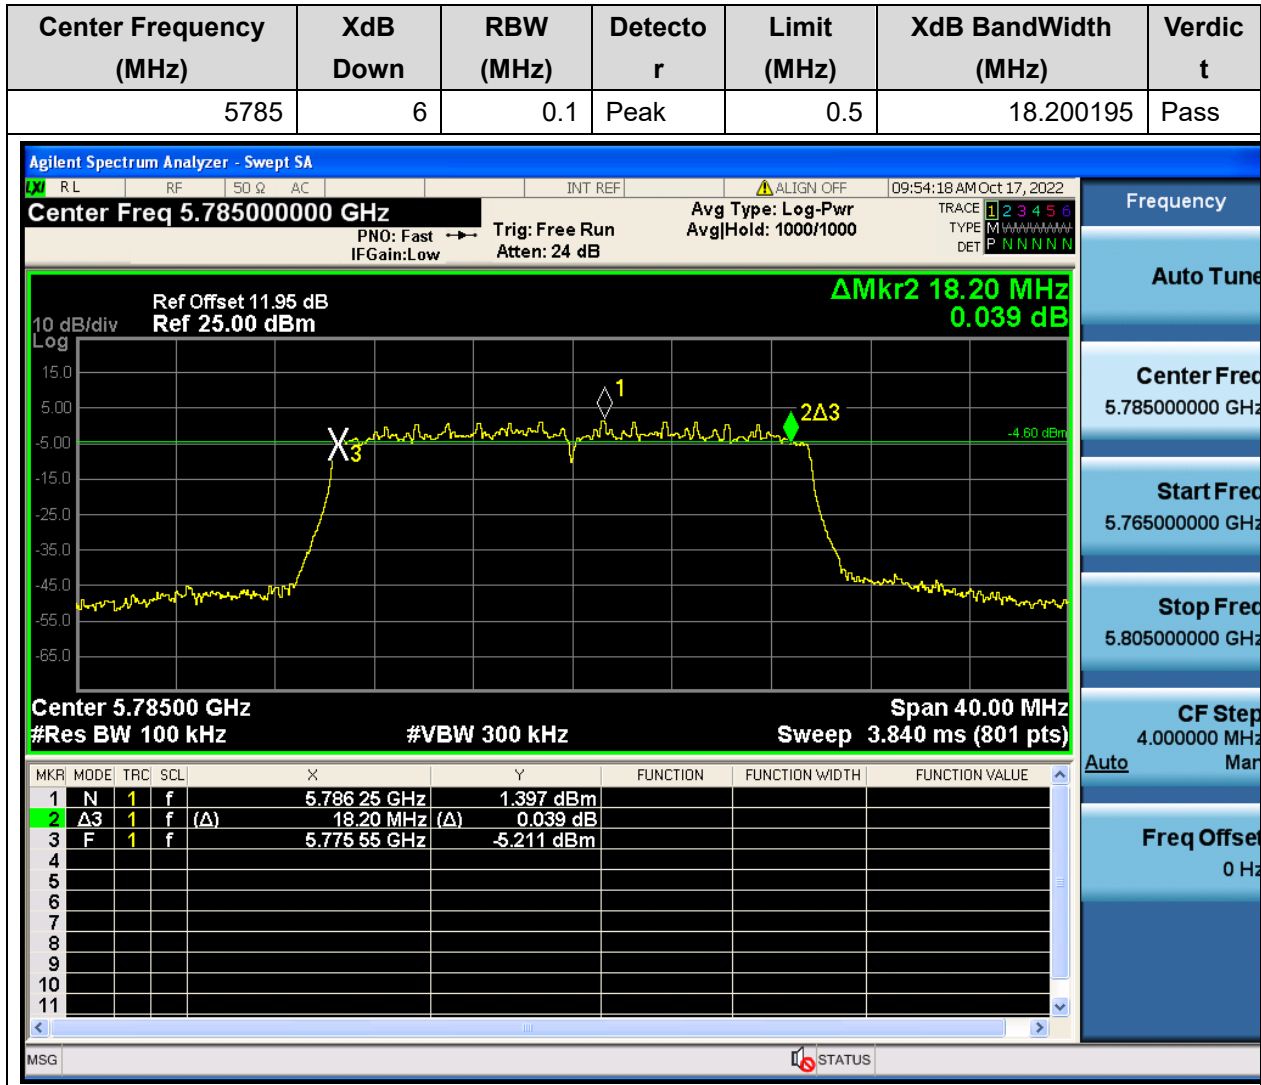 Center Frequency (MHz) XdB Down RBW (MHz) Detecto r Limit (MHz) XdB BandWidth (MHz) Verdic t
5785 6 0.1 Peak 0.5 18.200195 Pass
Agilent Spectrum Analyzer - Swept SA
LXI RL RF 50 Ω AC INT REF ALIGN OFF 09:54:18 AM Oct 17, 2022
Center Freq 5.785000000 GHz
PNO: Fast
IFGain:Low
Trig: Free Run
Atten: 24 dB
Avg Type: Log-Pwr
Avg|Hold: 1000/1000
TRACE 1 2 3 4 5 6
TYPE M WWWWW
DET P N N N N N
Frequency
Auto Tune
ΔMkr2 18.20 MHz
0.039 dB
Ref Offset 11.95 dB
10 dB/div Ref 25.00 dBm
Log
15.0
5.00
-5.00
-15.0
-25.0
-35.0
-45.0
-55.0
-65.0
1
2Δ3
3
-4.60 dBm
Center Freq
5.785000000 GHz
Start Freq
5.765000000 GHz
Stop Freq
5.805000000 GHz
CF Step
4.000000 MHz
Auto Man
Freq Offset
0 Hz
Center 5.78500 GHz Span 40.00 MHz
#Res BW 100 kHz #VBW 300 kHz Sweep 3.840 ms (801 pts)
MKR MODE TRC SCL X Y FUNCTION FUNCTION WIDTH FUNCTION VALUE
1 N 1 f 5.786 25 GHz 1.397 dBm
2 Δ3 1 f (Δ) 18.20 MHz (Δ) 0.039 dB
3 F 1 f 5.775 55 GHz -5.211 dBm
4
5
6
7
8
9
10
11
MSG STATUS